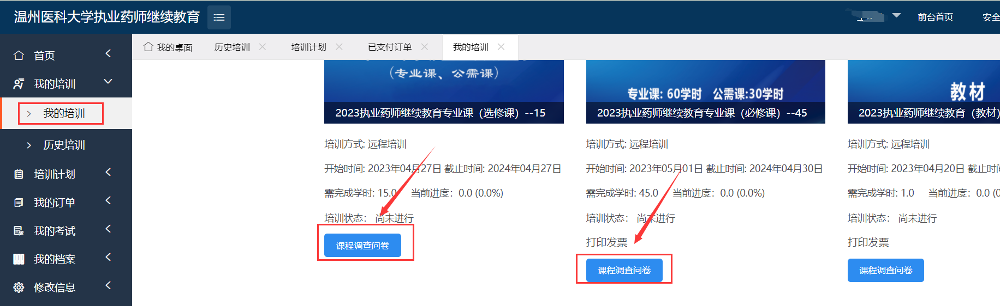 温州医科大学执业药师继续教育
前台首页
安全
首页
我的培训
我的培训
历史培训
培训计划
我的订单
我的考试
我的档案
修改信息
我的桌面
历史培训
培训计划
已支付订单
我的培训
（专业课、公需课）
2023执业药师继续教育专业课（选修课）--15
培训方式: 远程培训
开始时间: 2023年04月27日 截止时间: 2024年04月27日
需完成学时: 15.0 当前进度：0.0 (0.0%)
培训状态： 尚未进行
课程调查问卷
专业课: 60学时 公需课:30学时
2023执业药师继续教育专业课（必修课）--45
培训方式: 远程培训
开始时间: 2023年05月01日 截止时间: 2024年04月30日
需完成学时: 45.0 当前进度：0.0 (0.0%)
培训状态： 尚未进行
打印发票
课程调查问卷
教材
2023执业药师继续教育（教材）
培训方式: 远程培训
开始时间: 2023年04月20日 截止时
需完成学时: 1.0 当前进度：0.0 (0
培训状态： 尚未进行
打印发票
课程调查问卷